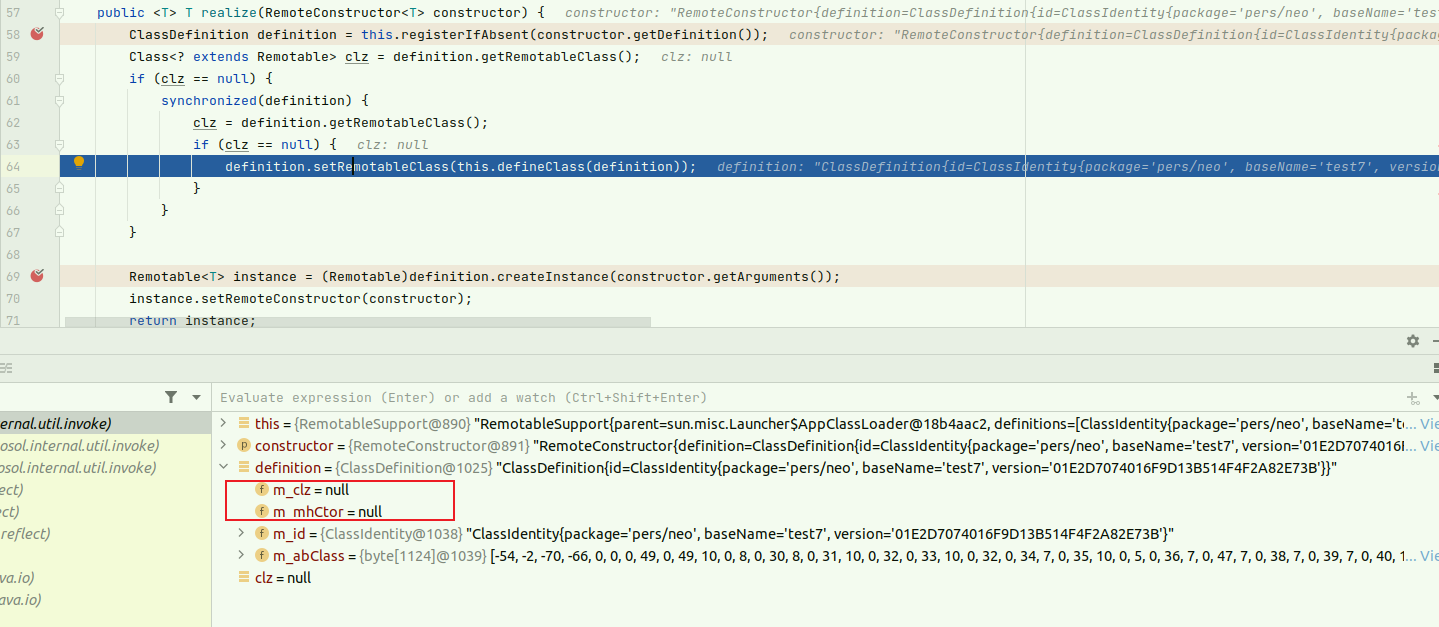 57 public <T> T realize(RemoteConstructor<T> constructor) { constructor: "RemoteConstructor{definition=ClassDefinition{id=ClassIdentity{package='pers/neo', baseName='tes
58 ClassDefinition definition = this.registerIfAbsent(constructor.getDefinition()); constructor: "RemoteConstructor{definition=ClassDefinition{id=ClassIdentity{packag
59 Class<? extends Remotable> clz = definition.getRemotableClass(); clz: null
60 if (clz == null) {
61 synchronized(definition) {
62 clz = definition.getRemotableClass();
63 if (clz == null) { clz: null
64 definition.setRemotableClass(this.defineClass(definition)); definition: "ClassDefinition{id=ClassIdentity{package='pers/neo', baseName='test7', versio
65 }
66 }
67 }
68
69 Remotable<T> instance = (Remotable)definition.createInstance(constructor.getArguments());
70 instance.setRemoteConstructor(constructor);
71 return instance;
Evaluate expression (Enter) or add a watch (Ctrl+Shift+Enter)
ernal.util.invoke) this = {RemotableSupport@890} "RemotableSupport{parent=sun.misc.Launcher$AppClassLoader@18b4aac2, definitions=[ClassDefinition{id=ClassIdentity{package='pers/neo', baseName='t... Vie
osol.internal.util.invoke) constructor = {RemoteConstructor@891} "RemoteConstructor{definition=ClassDefinition{id=ClassIdentity{package='pers/neo', baseName='test7', version='01E2D7074016F... Vie
osol.internal.util.invoke) definition = {ClassDefinition@1025} "ClassDefinition{id=ClassIdentity{package='pers/neo', baseName='test7', version='01E2D7074016F9D13B514F4F2A82E73B'}}"
ect) m_clz = null
ct) m_mhCtor = null
reflect) m_id = {ClassIdentity@1038} "ClassIdentity{package='pers/neo', baseName='test7', version='01E2D7074016F9D13B514F4F2A82E73B'}"
m_abClass = {byte[1124]@1039} [-54, -2, -70, -66, 0, 0, 0, 49, 0, 49, 10, 0, 8, 0, 30, 8, 0, 31, 10, 0, 32, 0, 33, 10, 0, 32, 0, 34, 7, 0, 35, 10, 0, 5, 0, 36, 7, 0, 47, 7, 0, 38, 7, 0, 39, 7, 0, 40, 1... Vie
va.io) clz = null
ava.io)